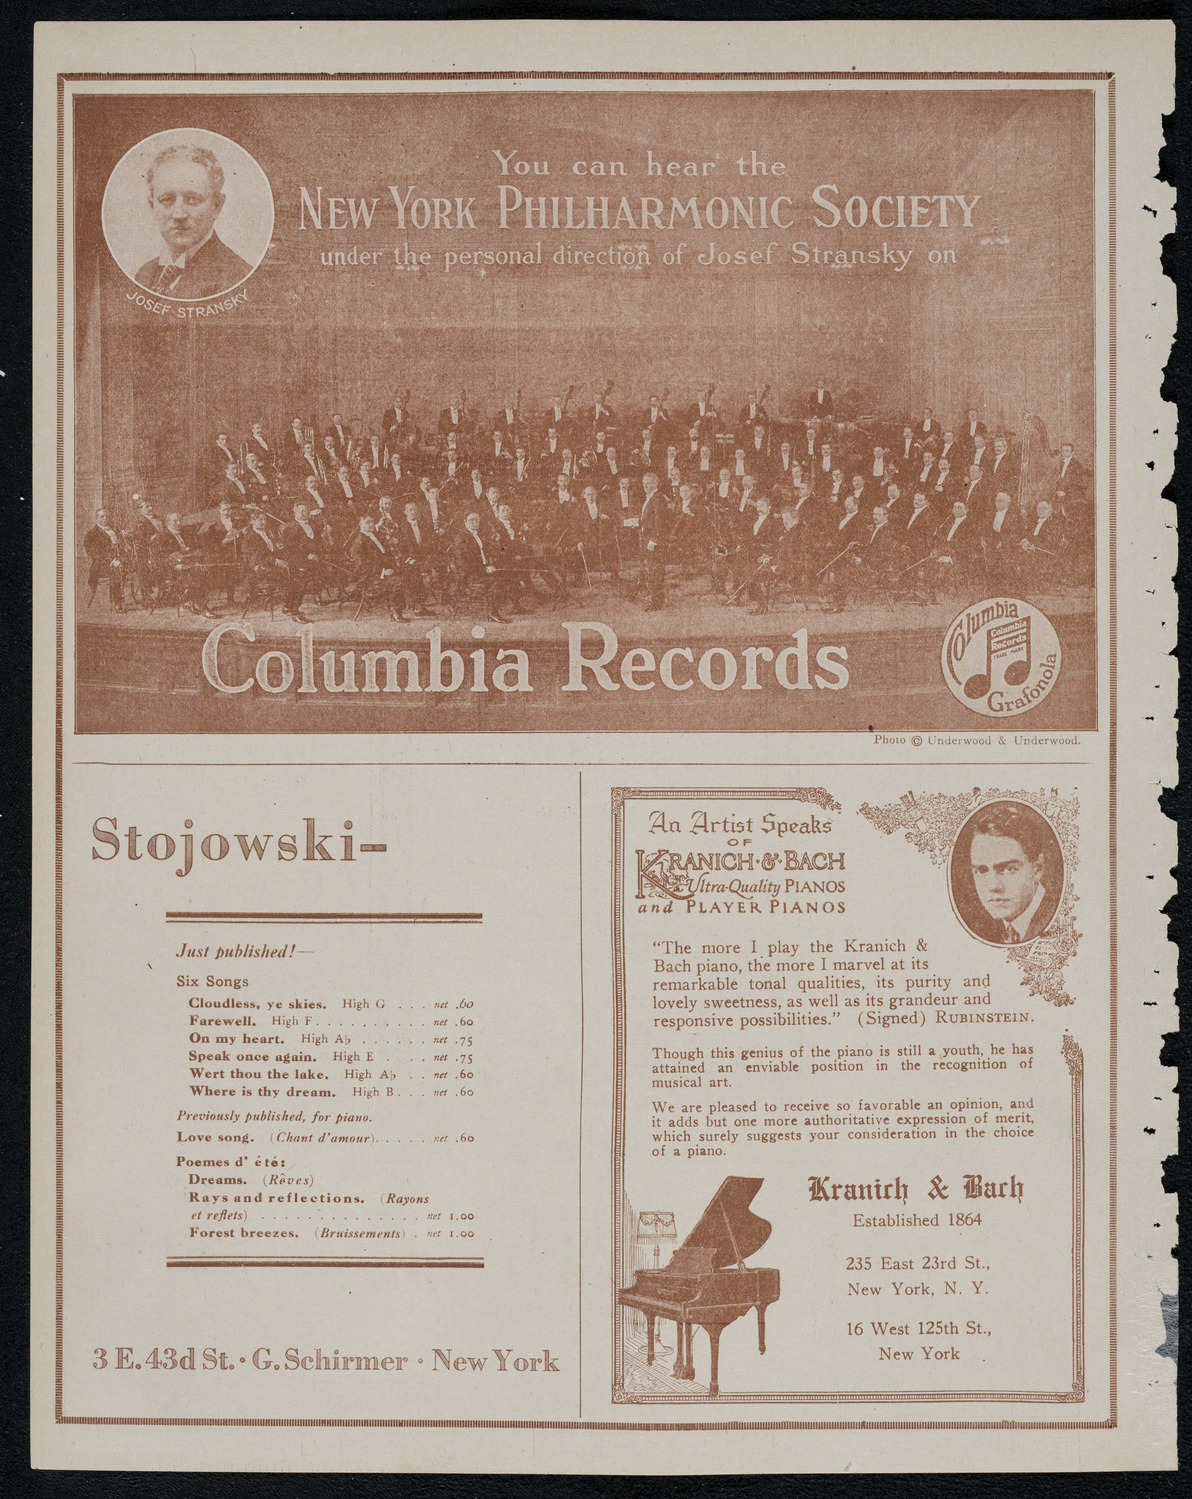 You can hear the
NEW YORK PHILHARMONIC SOCIETY
under the personal direction of Josef Stransky on
JOSEF STRANSKY
Columbia Records
Columbia
Columbia
Records
TRADE MARK
Grafonola
Photo © Underwood & Underwood.
Stojowski–
Just published!—
Six Songs
Cloudless, ye skies. High G . . . . net .60
Farewell. High F . . . . . . . . . . net .60
On my heart. High A♭ . . . . . . net .75
Speak once again. High E . . . . net .75
Wert thou the lake. High A♭ . . net .60
Where is thy dream. High B . . . net .60
Previously published, for piano.
Love song. (Chant d'amour) . . . . . net .60
Poemes d' été:
Dreams. (Rêves)
Rays and reflections. (Rayons
et reflets) . . . . . . . . . . . . . . net 1.00
Forest breezes. (Bruissements) . net 1.00
3 E. 43d St. · G. Schirmer · New York
An Artist Speaks
OF
KRANICH·&·BACH
Ultra-Quality PIANOS
and PLAYER PIANOS
"The more I play the Kranich &
Bach piano, the more I marvel at its
remarkable tonal qualities, its purity and
lovely sweetness, as well as its grandeur and
responsive possibilities." (Signed) RUBINSTEIN.
Though this genius of the piano is still a youth, he has
attained an enviable position in the recognition of
musical art.
We are pleased to receive so favorable an opinion, and
it adds but one more authoritative expression of merit,
which surely suggests your consideration in the choice
of a piano.
Kranich & Bach
Established 1864
235 East 23rd St.,
New York, N. Y.
16 West 125th St.,
New York